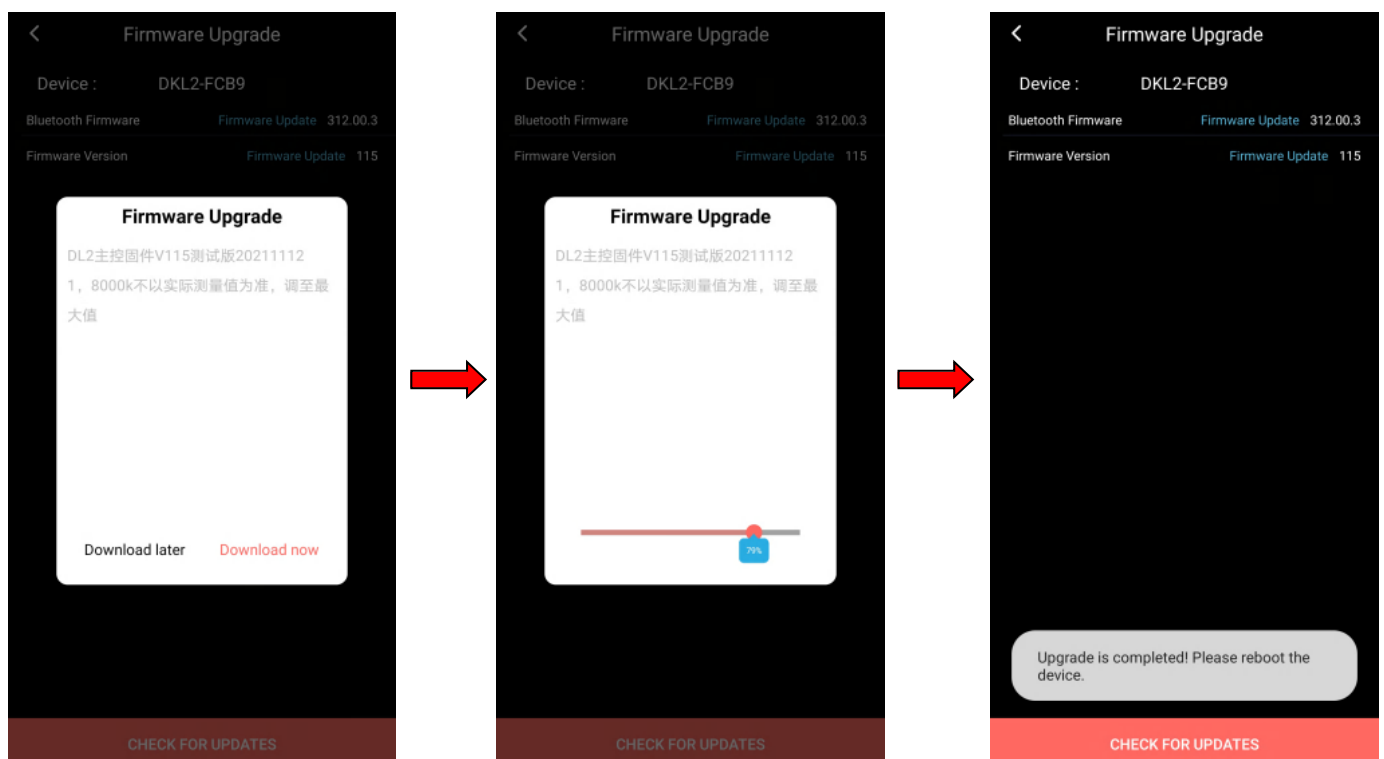 Firmware Upgrade
Device : DKL2-FCB9
Bluetooth Firmware Firmware Update 312.00.3
Firmware Version Firmware Update 115
Firmware Upgrade
DL2主控固件V115测试版20211112
1，8000k不以实际测量值为准，调至最
大值
Download later Download now
CHECK FOR UPDATES
Firmware Upgrade
Device : DKL2-FCB9
Bluetooth Firmware Firmware Update 312.00.3
Firmware Version Firmware Update 115
Firmware Upgrade
DL2主控固件V115测试版20211112
1，8000k不以实际测量值为准，调至最
大值
79%
CHECK FOR UPDATES
Firmware Upgrade
Device : DKL2-FCB9
Bluetooth Firmware Firmware Update 312.00.3
Firmware Version Firmware Update 115
Upgrade is completed! Please reboot the
device.
CHECK FOR UPDATES